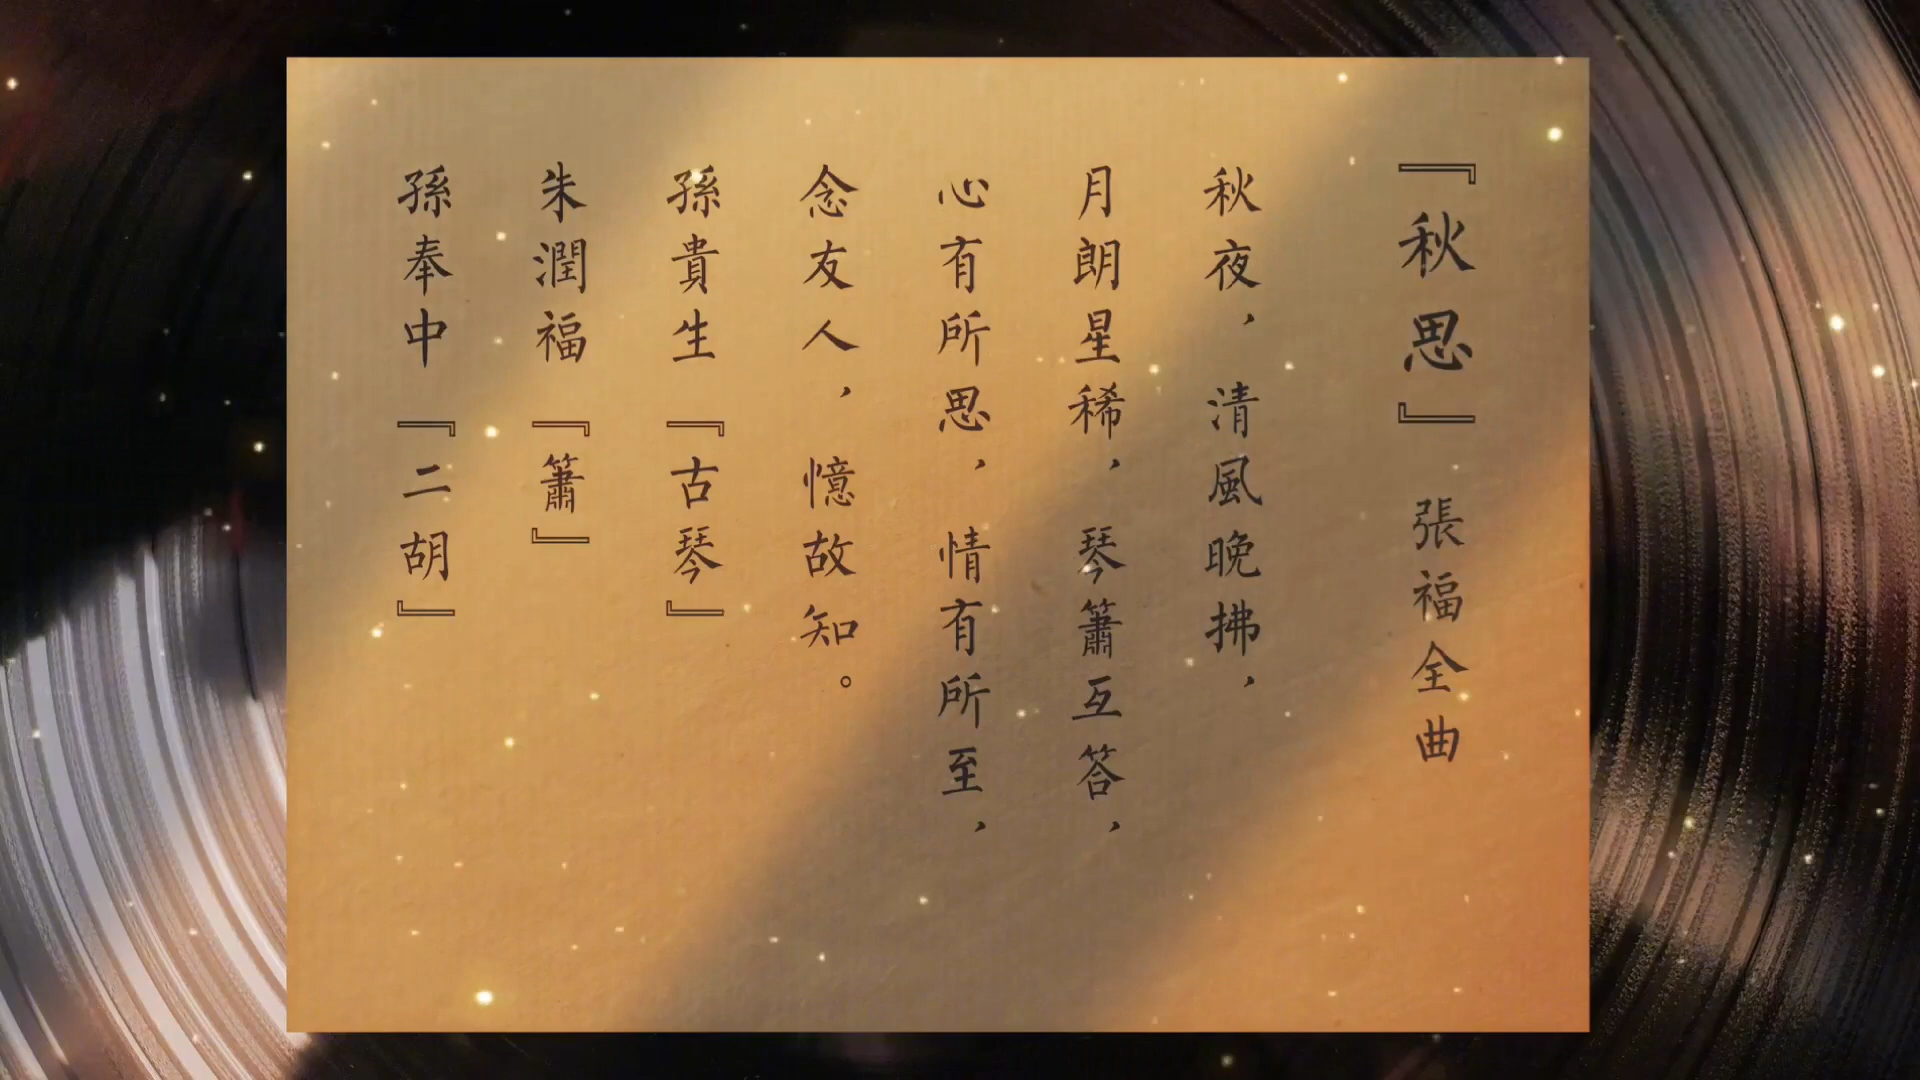 『秋思』 張福全曲
秋夜，清風晚拂，
月朗星稀，琴簫互答，
心有所思，情有所至，
念友人，憶故知。
孫貴生 『古琴』
朱潤福 『簫』
孫奉中 『二胡』